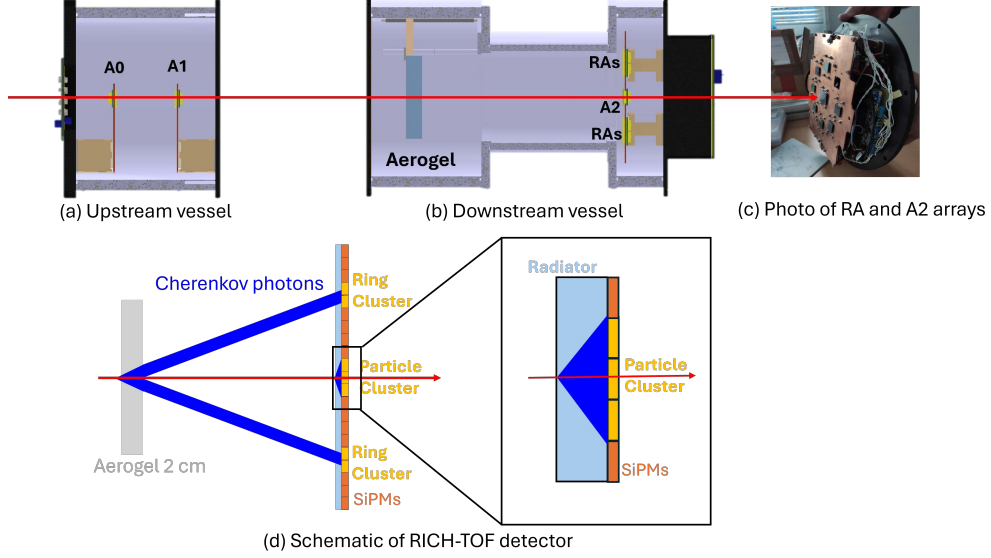 A0
A1
RAs
A2
RAs
Aerogel
(a) Upstream vessel
(b) Downstream vessel
(c) Photo of RA and A2 arrays
Cherenkov photons
Ring
Cluster
Particle
Cluster
Ring
Cluster
SiPMs
Aerogel 2 cm
Radiator
Particle
Cluster
SiPMs
(d) Schematic of RICH-TOF detector